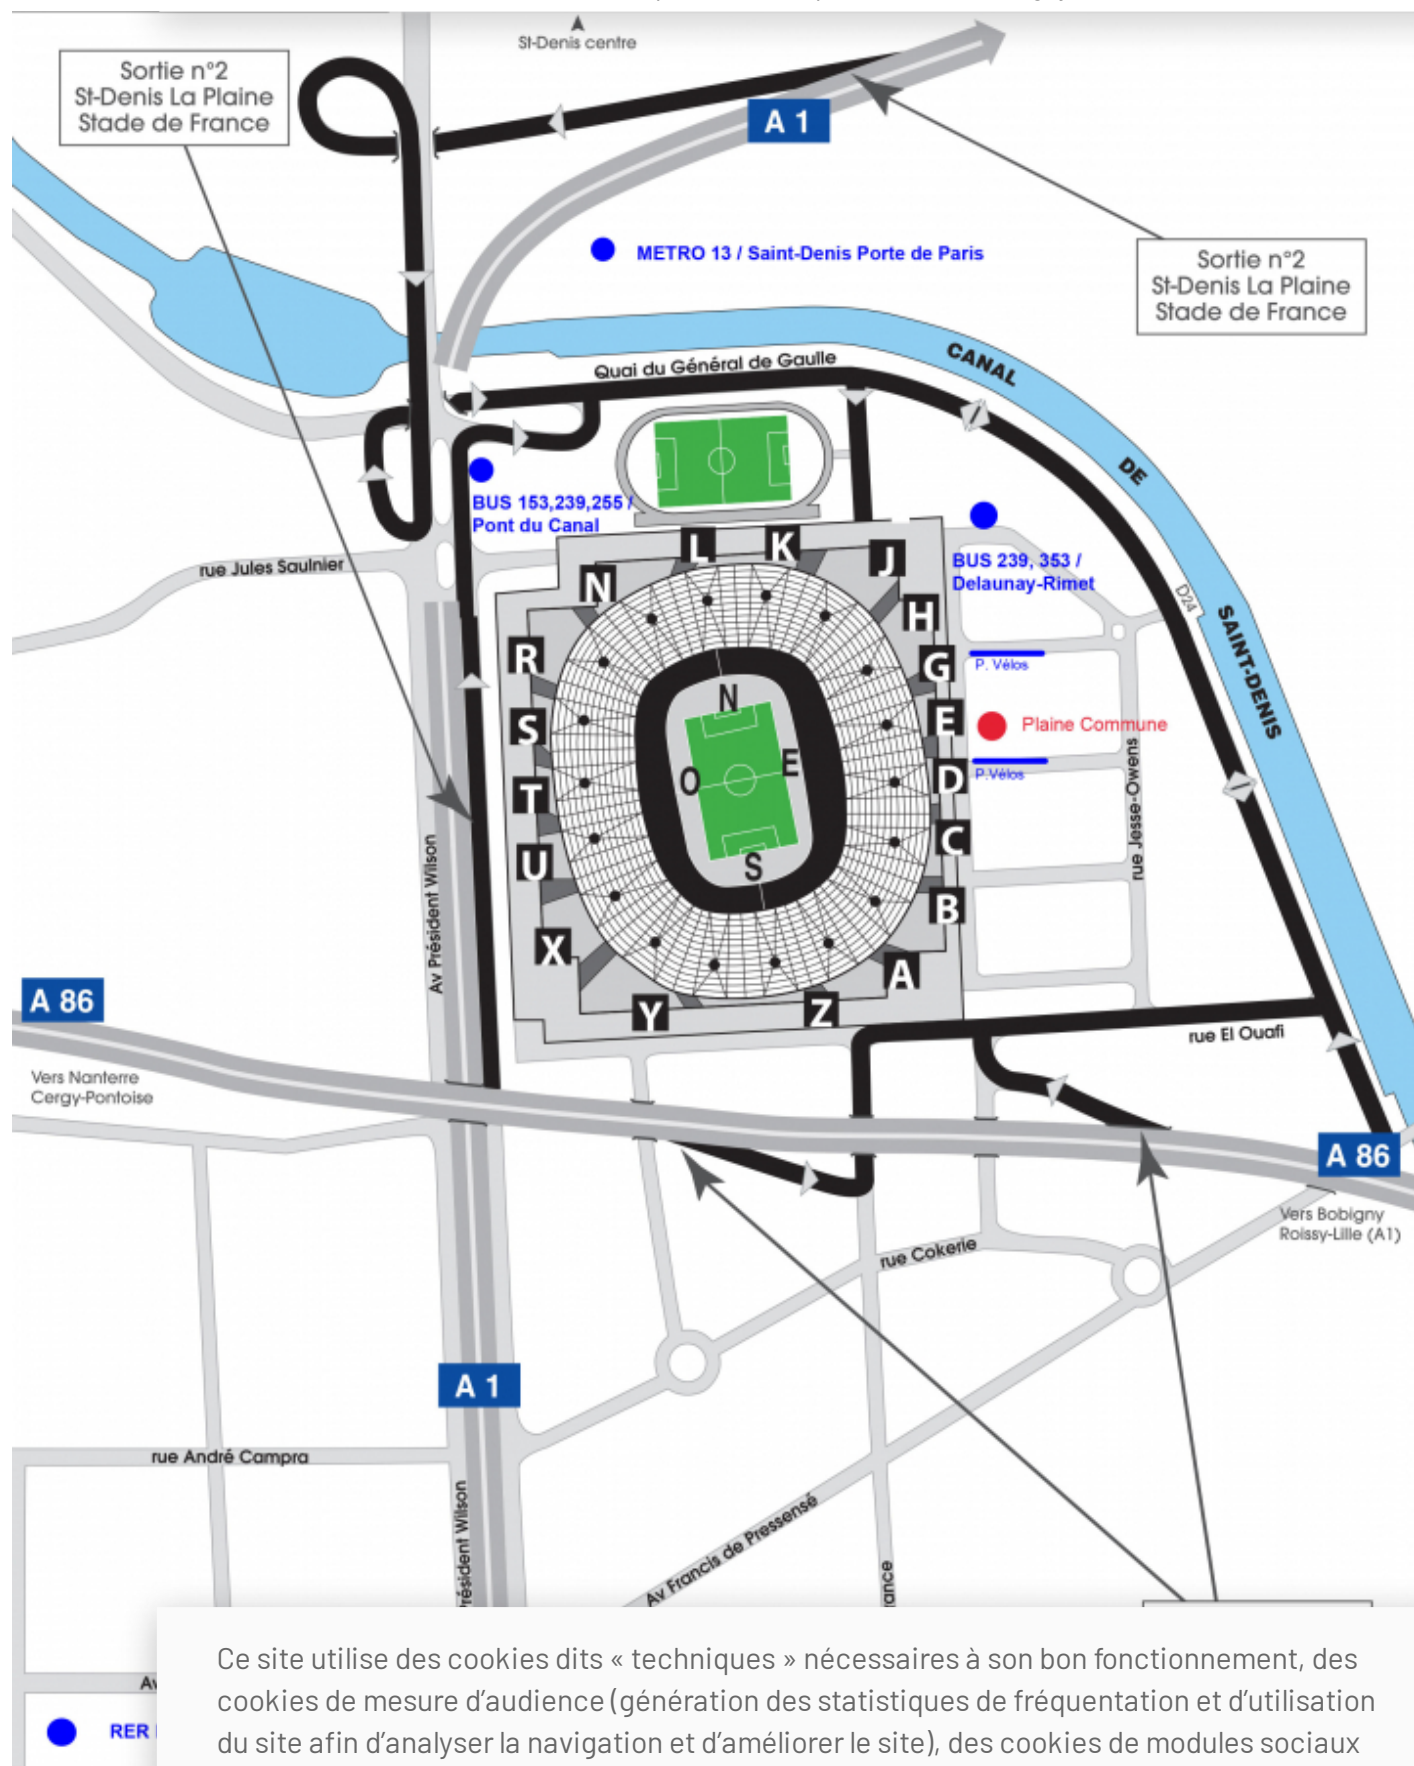 St-Denis centre
Sortie n°2
St-Denis La Plaine
Stade de France
A 1
METRO 13 / Saint-Denis Porte de Paris
Sortie n°2
St-Denis La Plaine
Stade de France
CANAL
DE
SAINT-DENIS
Quai du Général de Gaulle
BUS 153,239,255 /
Pont du Canal
BUS 239, 353 /
Delaunay-Rimet
rue Jules Saulnier
D24
L
K
J
N
H
R
G
P. Vélos
S
E
Plaine Commune
T
D
P.Vélos
U
C
B
X
A
Y
Z
N
O
E
S
rue Jesse-Owens
Av Président Wilson
A 86
Vers Nanterre
Cergy-Pontoise
rue El Ouafi
A 86
Vers Bobigny
Roissy-Lille (A1)
rue Cokerie
A 1
rue André Campra
Av Francis de Pressensé
RER
Ce site utilise des cookies dits « techniques » nécessaires à son bon fonctionnement, des
cookies de mesure d’audience (génération des statistiques de fréquentation et d’utilisation
du site afin d’analyser la navigation et d’améliorer le site), des cookies de modules sociaux